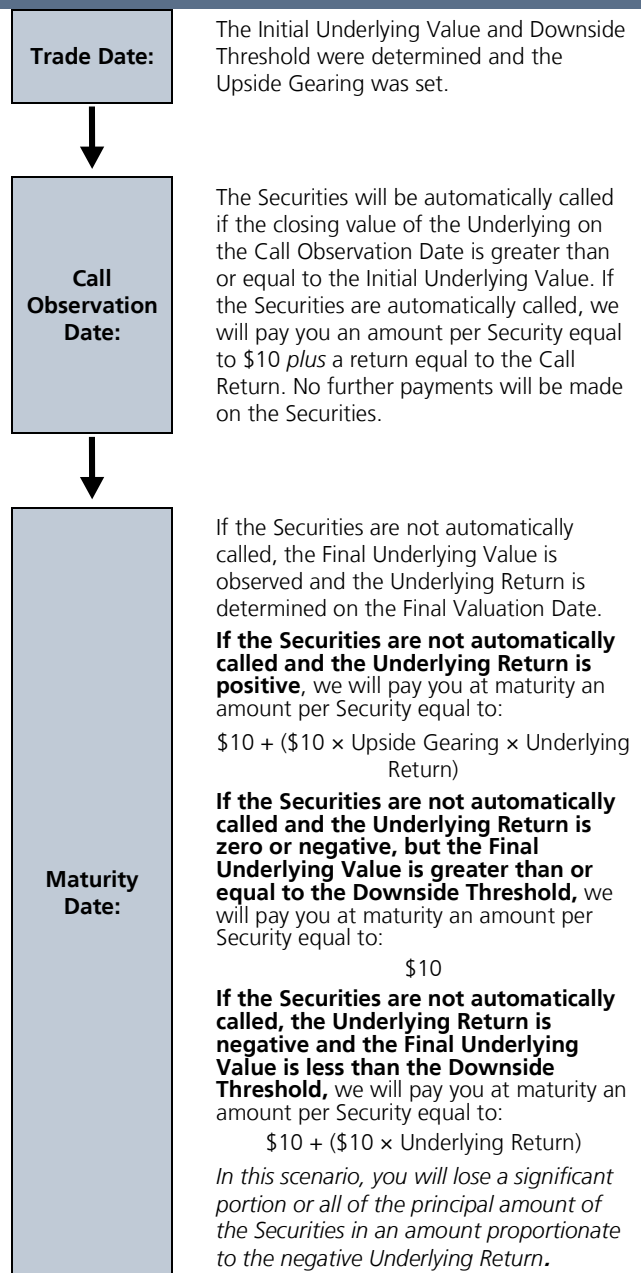 Trade Date:
The Initial Underlying Value and Downside
Threshold were determined and the
Upside Gearing was set.
Call
Observation
Date:
The Securities will be automatically called
if the closing value of the Underlying on
the Call Observation Date is greater than
or equal to the Initial Underlying Value. If
the Securities are automatically called, we
will pay you an amount per Security equal
to $10 plus a return equal to the Call
Return. No further payments will be made
on the Securities.
Maturity
Date:
If the Securities are not automatically
called, the Final Underlying Value is
observed and the Underlying Return is
determined on the Final Valuation Date.
If the Securities are not automatically
called and the Underlying Return is
positive, we will pay you at maturity an
amount per Security equal to:
$10 + ($10 × Upside Gearing × Underlying
Return)
If the Securities are not automatically
called and the Underlying Return is
zero or negative, but the Final
Underlying Value is greater than or
equal to the Downside Threshold, we
will pay you at maturity an amount per
Security equal to:
$10
If the Securities are not automatically
called, the Underlying Return is
negative and the Final Underlying
Value is less than the Downside
Threshold, we will pay you at maturity an
amount per Security equal to:
$10 + ($10 × Underlying Return)
In this scenario, you will lose a significant
portion or all of the principal amount of
the Securities in an amount proportionate
to the negative Underlying Return.